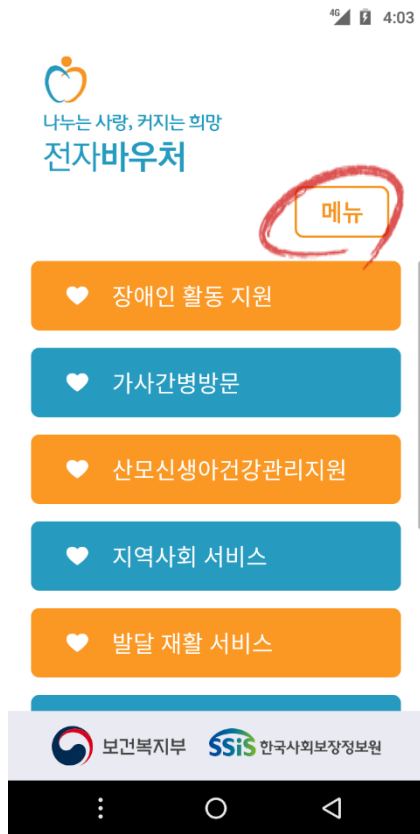 4G 4:03
나누는 사랑, 커지는 희망
전자바우처
메뉴
장애인 활동 지원
가사간병방문
산모신생아건강관리지원
지역사회 서비스
발달 재활 서비스
보건복지부 SSiS 한국사회보장정보원